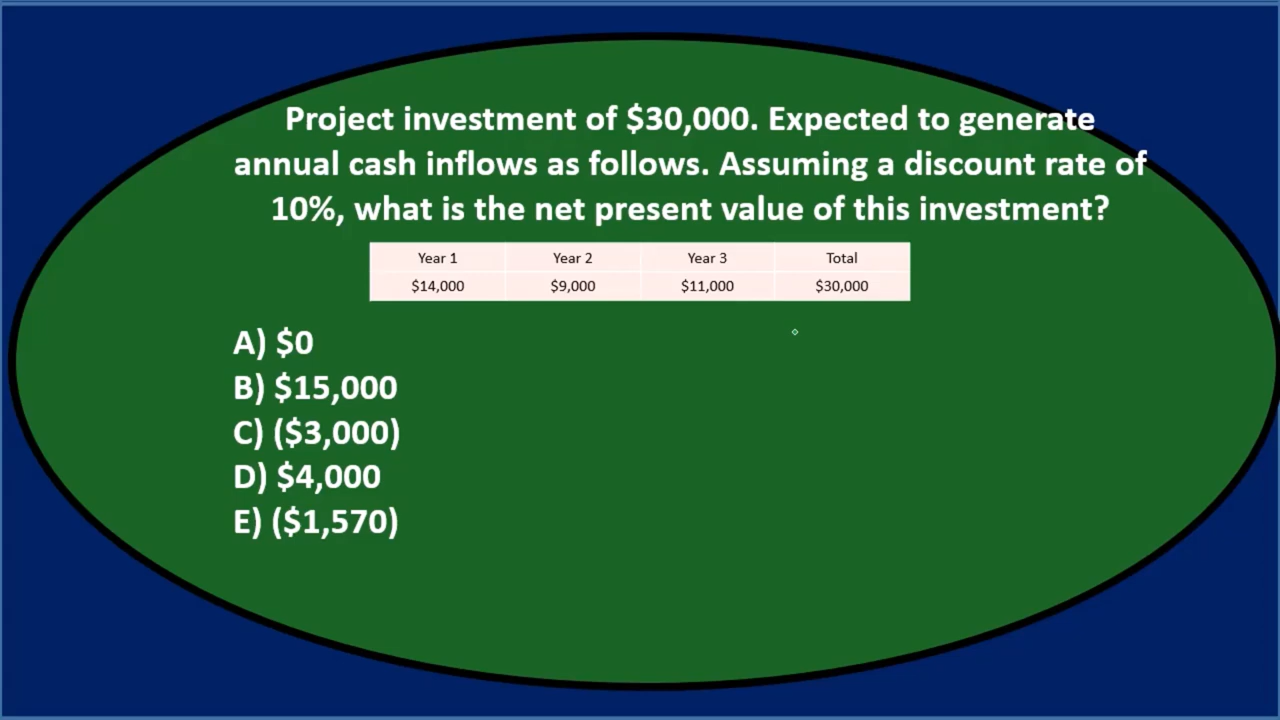 Project investment of $30,000. Expected to generate
annual cash inflows as follows. Assuming a discount rate of
10%, what is the net present value of this investment?
Year 1 Year 2 Year 3 Total
$14,000 $9,000 $11,000 $30,000
A) $0
B) $15,000
C) ($3,000)
D) $4,000
E) ($1,570)